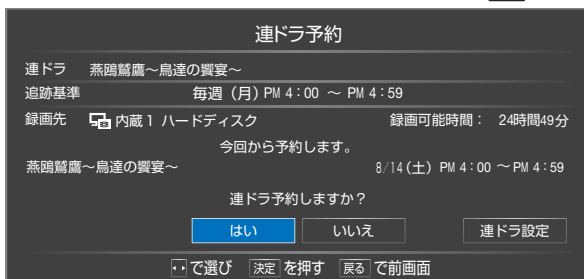 連ドラ予約
連ドラ 燕鴎鷲鷹～鳥達の饗宴～
追跡基準 毎週（月）PM 4：00 ～ PM 4：59
録画先 内蔵1 ハードディスク 録画可能時間： 24時間49分
今回から予約します。
燕鴎鷲鷹～鳥達の饗宴～ 8/14(土) PM 4：00 ～PM 4：59
連ドラ予約しますか？
はい いいえ 連ドラ設定
で選び 決定 を押す 戻る で前画面